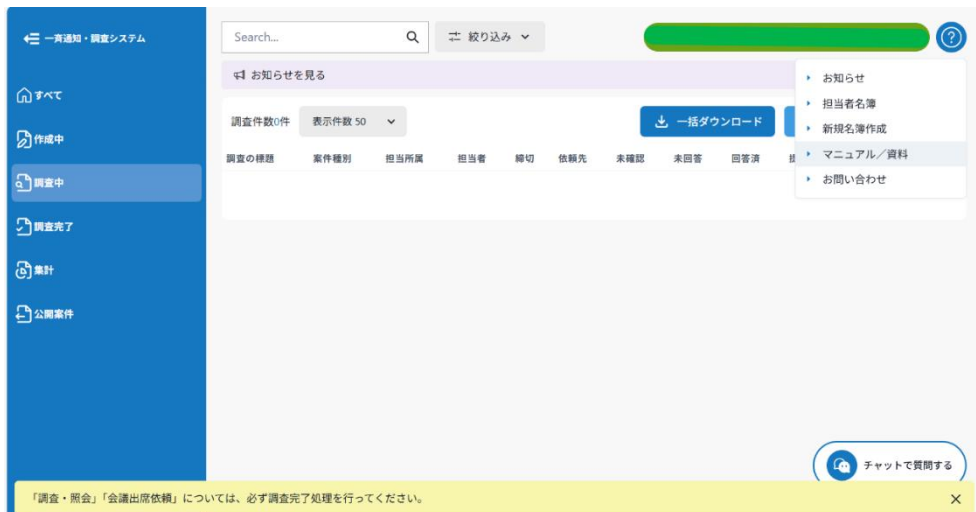 一斉通知・調査システム
すべて
作成中
調査中
調査完了
集計
公開案件
Search...
絞り込み
お知らせを見る
調査件数0件
表示件数 50
一括ダウンロード
調査の標題 案件種別 担当所属 担当者 締切 依頼先 未確認 未回答 回答済
お知らせ
担当者名簿
新規名簿作成
マニュアル／資料
お問い合わせ
チャットで質問する
「調査・照会」「会議出席依頼」については、必ず調査完了処理を行ってください。